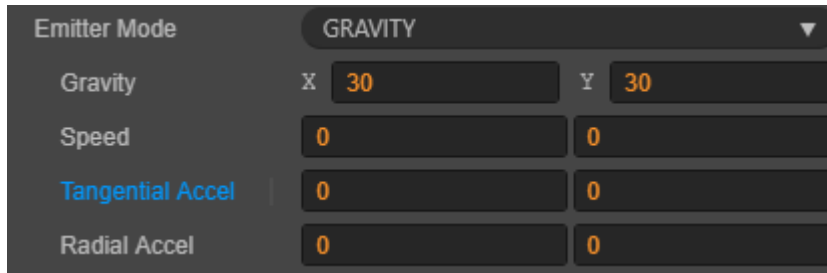 Emitter Mode GRAVITY
Gravity X 30 Y 30
Speed 0 0
Tangential Accel 0 0
Radial Accel 0 0